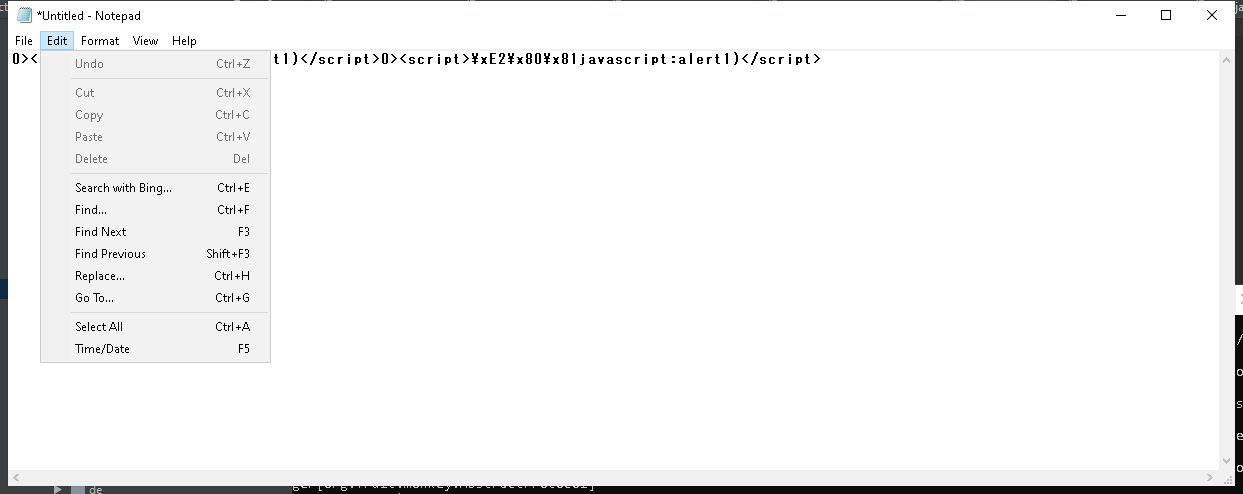 *Untitled - Notepad
File Edit Format View Help
0>< t1)</script>0><script>¥xE2¥x80¥x81javascript:alert1)</script>
Undo Ctrl+Z
Cut Ctrl+X
Copy Ctrl+C
Paste Ctrl+V
Delete Del
Search with Bing... Ctrl+E
Find... Ctrl+F
Find Next F3
Find Previous Shift+F3
Replace... Ctrl+H
Go To... Ctrl+G
Select All Ctrl+A
Time/Date F5
de